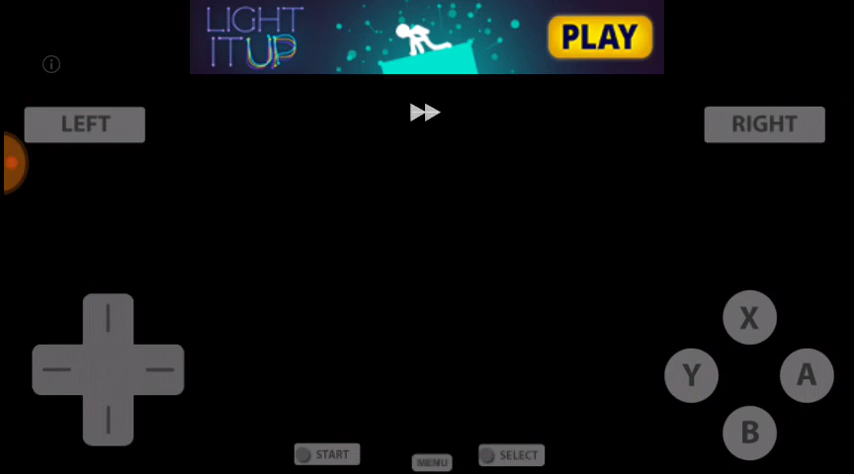 LIGHT
IT UP
PLAY
LEFT
RIGHT
X
Y
A
B
START
MENU
SELECT